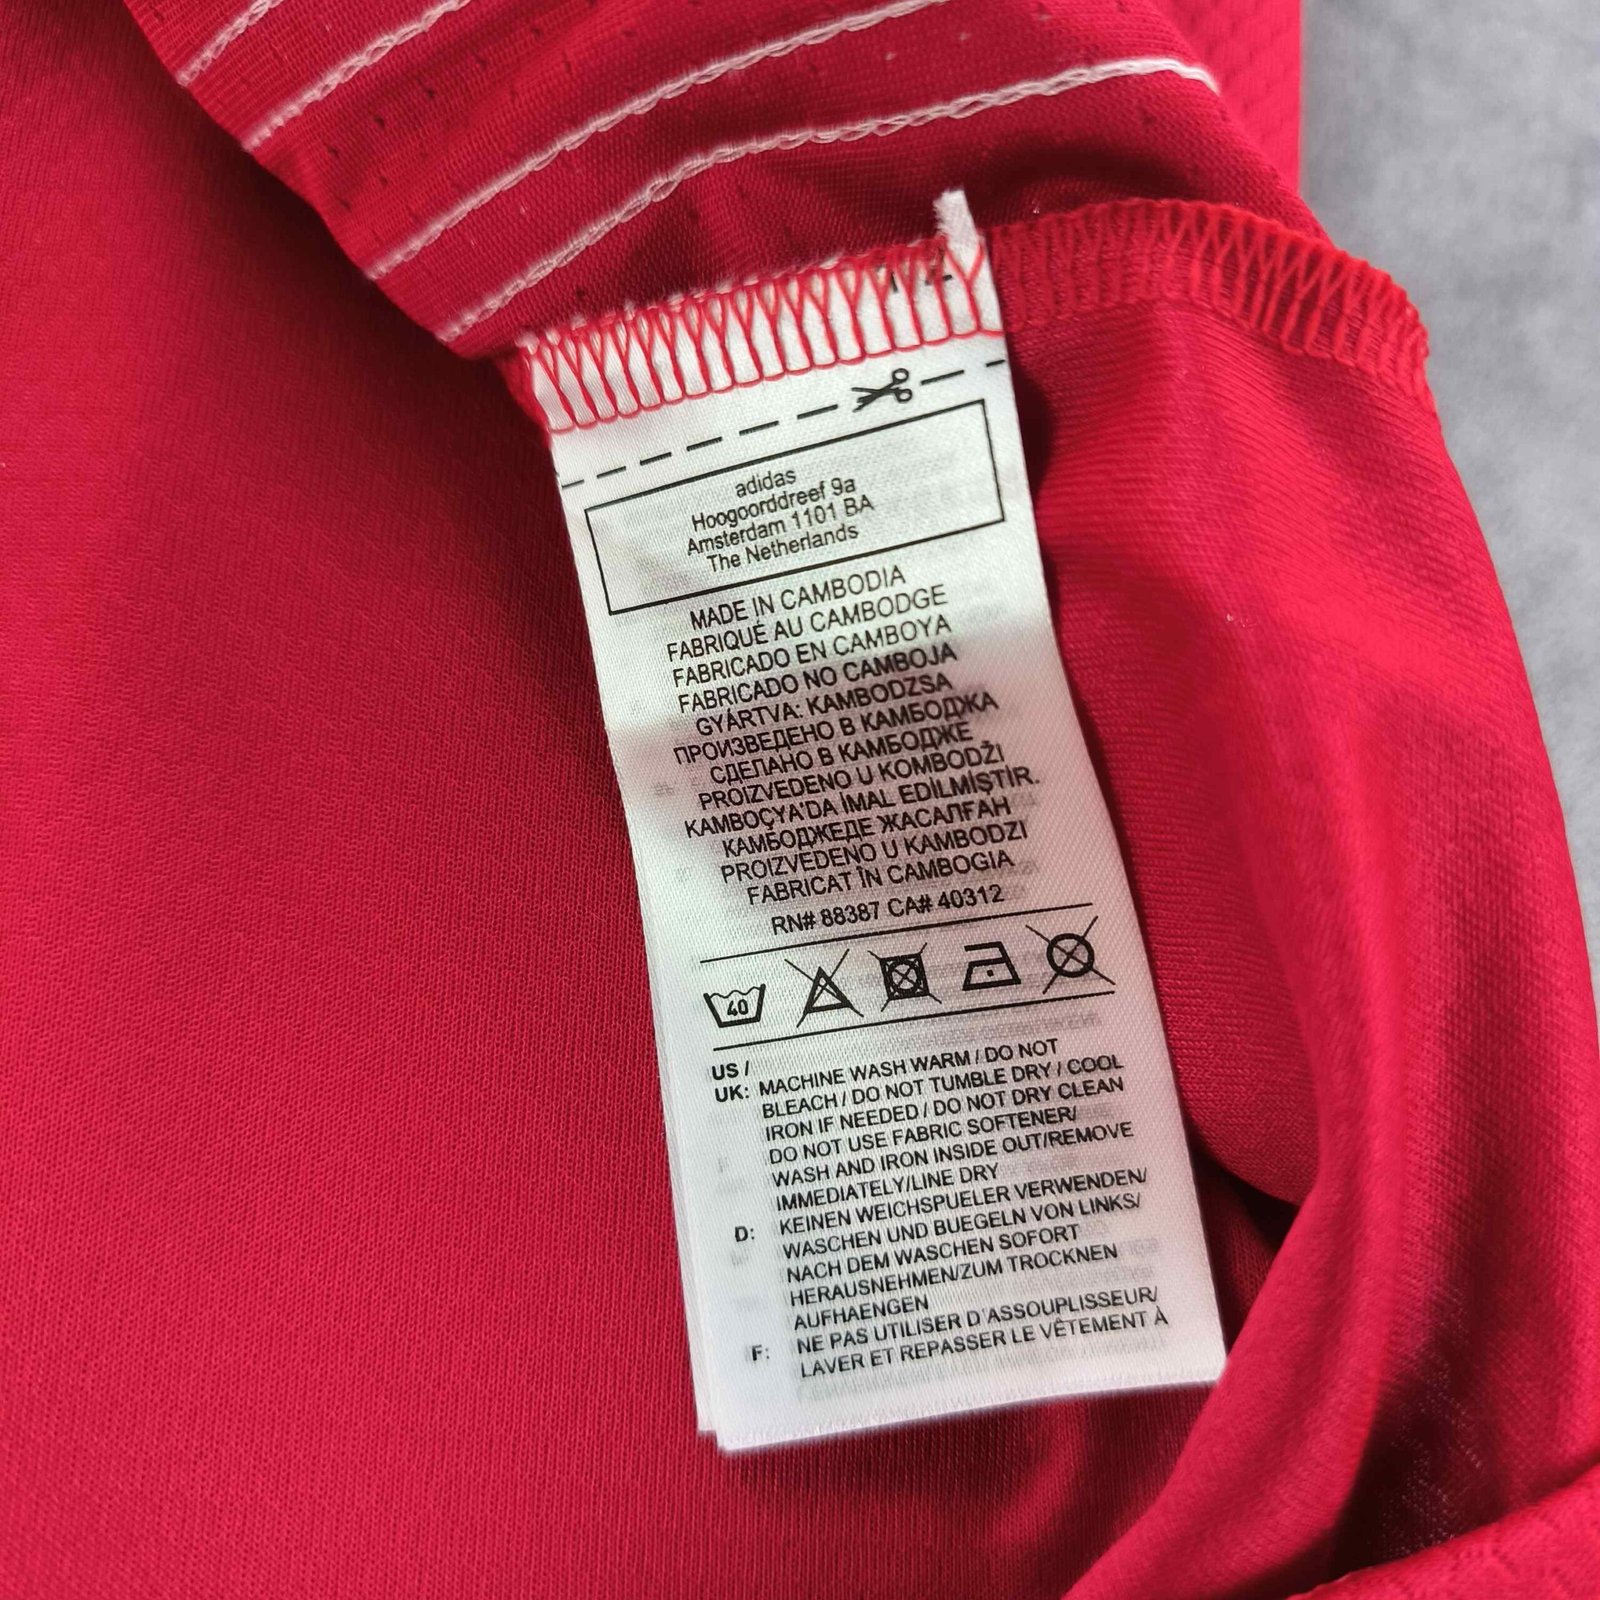 adidas
Hoogoorddreef 9a
Amsterdam 1101 BA
The Netherlands
MADE IN CAMBODIA
FABRIQUÉ AU CAMBODGE
FABRICADO EN CAMBOYA
FABRICADO NO CAMBOJA
GYÁRTVA: KAMBODZSA
ПРОИЗВЕДЕНО В КАМБОДЖА
СДЕЛАНО В КАМБОДЖЕ
PROIZVEDENO U KOMBODŽI
KAMBOÇYA'DA İMAL EDİLMİŞTİR.
КАМБОДЖЕДЕ ЖАСАЛҒАН
PROIZVEDENO U KAMBODZI
FABRICAT ÎN CAMBOGIA
RN# 88387 CA# 40312
40
US /
UK: MACHINE WASH WARM / DO NOT
BLEACH / DO NOT TUMBLE DRY / COOL
IRON IF NEEDED / DO NOT DRY CLEAN
DO NOT USE FABRIC SOFTENER/
WASH AND IRON INSIDE OUT/REMOVE
IMMEDIATELY/LINE DRY
D: KEINEN WEICHSPUELER VERWENDEN/
WASCHEN UND BUEGELN VON LINKS/
NACH DEM WASCHEN SOFORT
HERAUSNEHMEN/ZUM TROCKNEN
AUFHAENGEN
F: NE PAS UTILISER D'ASSOUPLISSEUR/
LAVER ET REPASSER LE VÊTEMENT À